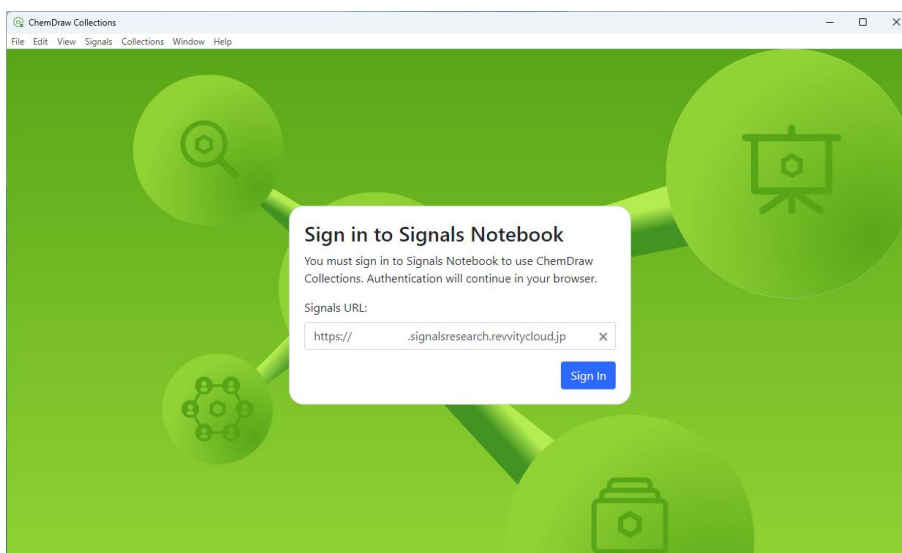 ChemDraw Collections
File Edit View Signals Collections Window Help
Sign in to Signals Notebook
You must sign in to Signals Notebook to use ChemDraw
Collections. Authentication will continue in your browser.
Signals URL:
https:// .signalsresearch.revvitycloud.jp
Sign In